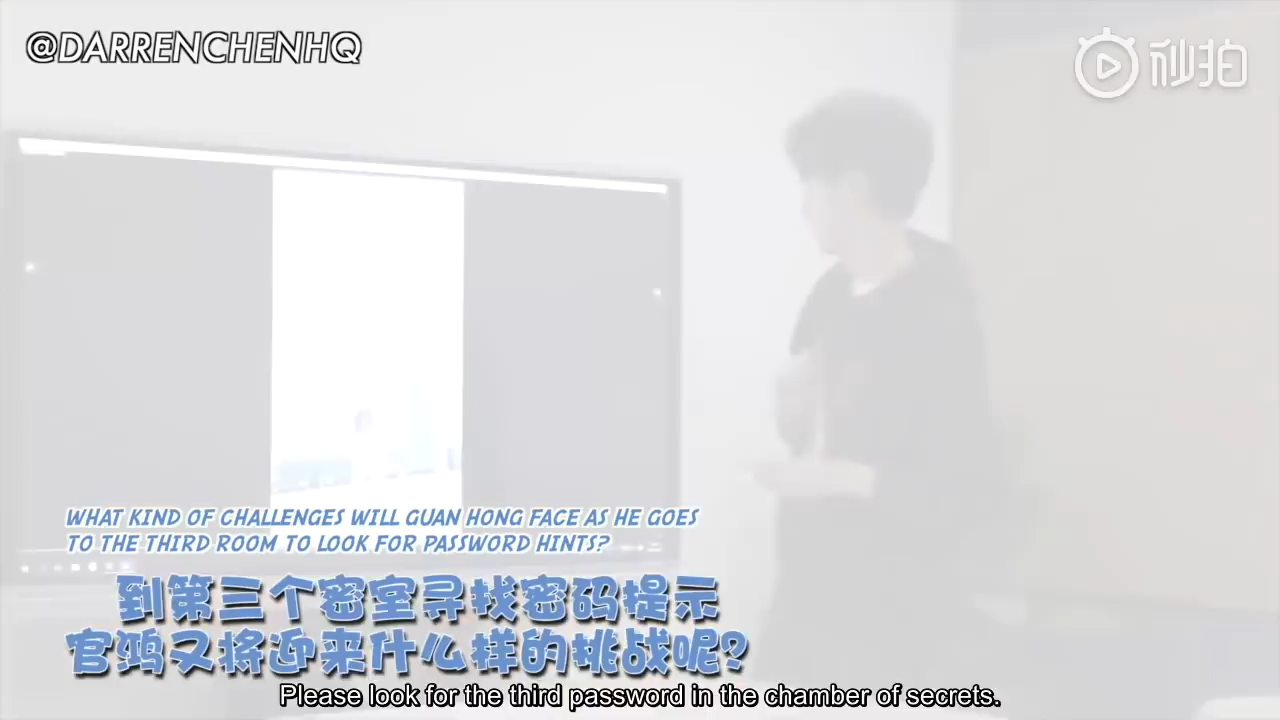 @DARRENCHENHQ
秒拍
WHAT KIND OF CHALLENGES WILL GUAN HONG FACE AS HE GOES
TO THE THIRD ROOM TO LOOK FOR PASSWORD HINTS?
到第三个密室寻找密码提示
官鸿又将迎来什么样的挑战呢?
Please look for the third password in the chamber of secrets.